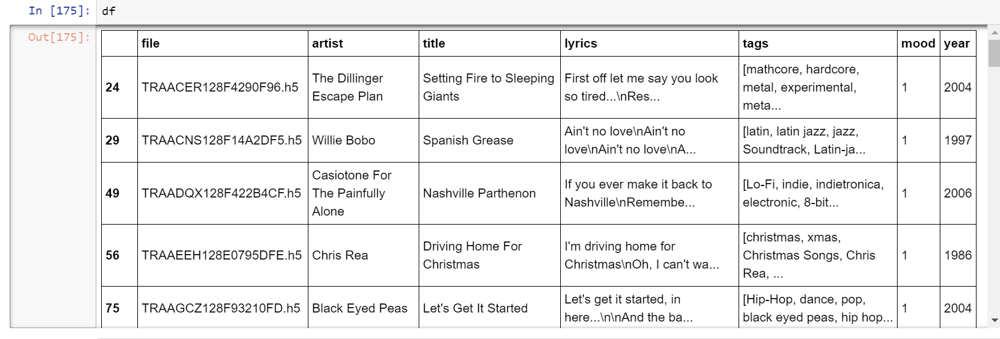 In [175]: df
Out[175]:
file artist title lyrics tags mood year
24 TRAACER128F4290F96.h5 The Dillinger Escape Plan Setting Fire to Sleeping Giants First off let me say you look so tired...\nRes... [mathcore, hardcore, metal, experimental, meta... 1 2004
29 TRAACNS128F14A2DF5.h5 Willie Bobo Spanish Grease Ain't no love\nAin't no love\nAin't no love\nA... [latin, latin jazz, jazz, Soundtrack, Latin-ja... 1 1997
49 TRAADQX128F422B4CF.h5 Casiotone For The Painfully Alone Nashville Parthenon If you ever make it back to Nashville\nRemembe... [Lo-Fi, indie, indietronica, electronic, 8-bit... 1 2006
56 TRAAEEH128E0795DFE.h5 Chris Rea Driving Home For Christmas I'm driving home for Christmas\nOh, I can't wa... [christmas, xmas, Christmas Songs, Chris Rea, ... 1 1986
75 TRAAGCZ128F93210FD.h5 Black Eyed Peas Let's Get It Started Let's get it started, in here...\n\nAnd the ba... [Hip-Hop, dance, pop, black eyed peas, hip hop... 1 2004